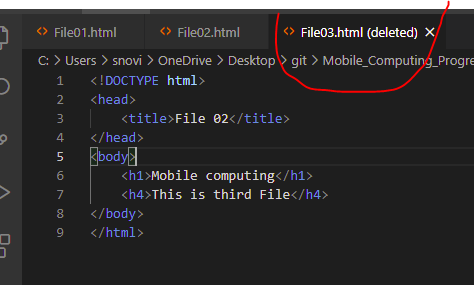 File01.html File02.html File03.html (deleted)
C: > Users > snovi > OneDrive > Desktop > git > Mobile_Computing_Progre
1 <!DOCTYPE html>
2 <head>
3 <title>File 02</title>
4 </head>
5 <body>
6 <h1>Mobile computing</h1>
7 <h4>This is third File</h4>
8 </body>
9 </html>